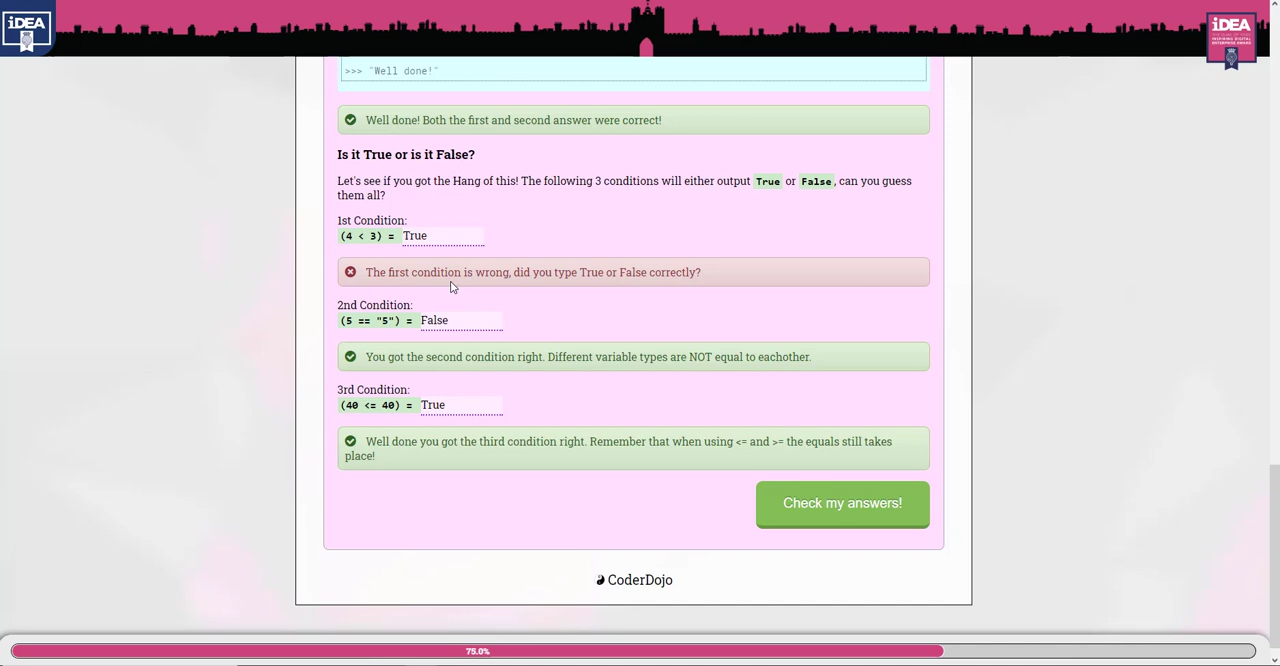 iDEA
iDEA
INSPIRING DIGITAL
ENTERPRISE AWARD
>>> "Well done!"
Well done! Both the first and second answer were correct!
Is it True or is it False?
Let's see if you got the Hang of this! The following 3 conditions will either output True or False, can you guess
them all?
1st Condition:
(4 < 3) = True
The first condition is wrong, did you type True or False correctly?
2nd Condition:
(5 == "5") = False
You got the second condition right. Different variable types are NOT equal to eachother.
3rd Condition:
(40 <= 40) = True
Well done you got the third condition right. Remember that when using <= and >= the equals still takes
place!
Check my answers!
CoderDojo
75.0%